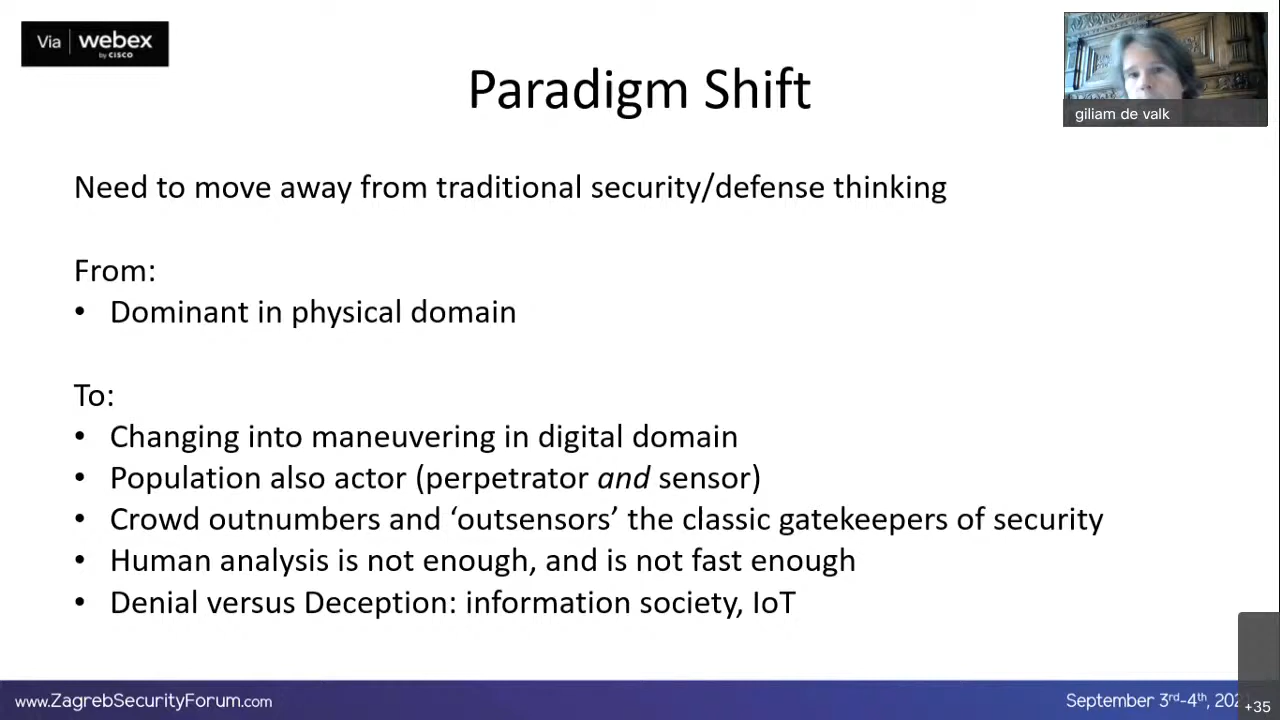 Via webex
by CISCO
giliam de valk
Paradigm Shift
Need to move away from traditional security/defense thinking
From:
• Dominant in physical domain
To:
• Changing into maneuvering in digital domain
• Population also actor (perpetrator and sensor)
• Crowd outnumbers and ‘outsensors’ the classic gatekeepers of security
• Human analysis is not enough, and is not fast enough
• Denial versus Deception: information society, IoT
www.ZagrebSecurityForum.com
September 3rd-4th,
+35